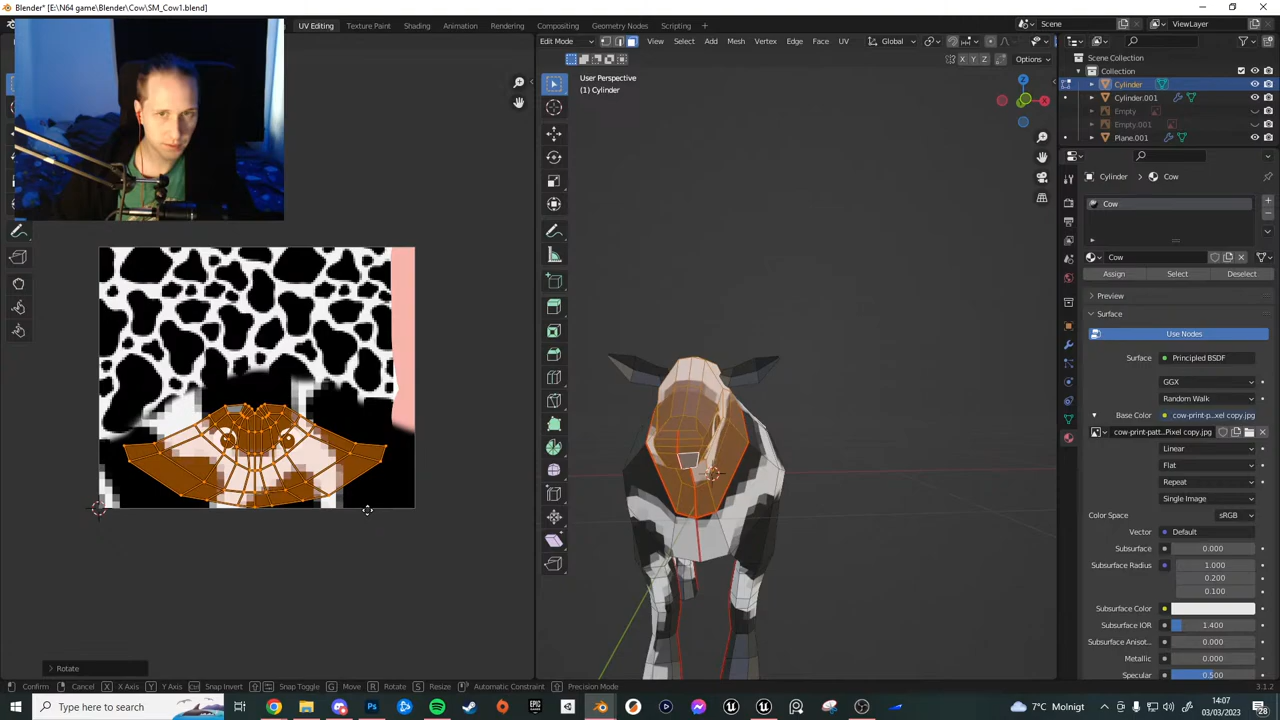 Blender* [E:\N64 game\Blender\Cow\SM_Cow1.blend]
UV Editing
Texture Paint
Shading
Animation
Rendering
Compositing
Geometry Nodes
Scripting
+
Scene
ViewLayer
Edit Mode
View
Select
Add
Mesh
Vertex
Edge
Face
UV
Global
X Y Z
Options
User Perspective
(1) Cylinder
X
Scene Collection
Collection
Cylinder
Cylinder.001
Empty
Empty.001
Plane.001
Cylinder
Cow
Cow
Cow
Assign
Select
Deselect
Preview
Surface
Use Nodes
Surface
Principled BSDF
GGX
Random Walk
Base Color
cow-print-p...xel copy.jpg
cow-print-patt...Pixel copy.jpg
Linear
Flat
Repeat
Single Image
Color Space
sRGB
Vector
Default
Subsurface
0.000
Subsurface Radius
1.000
0.200
0.100
Subsurface Color
Subsurface IOR
1.400
Subsurface Anisot...
0.000
Metallic
0.000
Specular
0.500
Rotate
Confirm
Cancel
X
X Axis
Y
Y Axis
Snap Invert
Snap Toggle
G
Move
R
Rotate
S
Resize
Automatic Constraint
Precision Mode
3.1.2
Type here to search
7°C Molnigt
14:07
03/03/2023
28